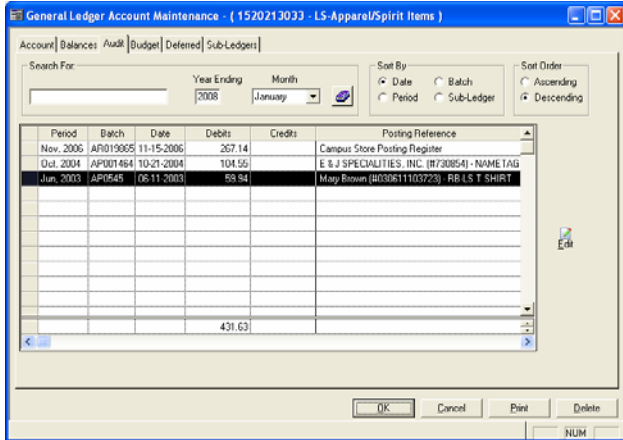 General Ledger Account Maintenance - ( 1520213033 - LS-Apparel/Spirit Items )
Account Balances Audit Budget Deferred Sub-Ledgers
Search For: Year Ending Month Sort By Sort Order
2008 January Date Batch Ascending
Period Sub-Ledger Descending
Period Batch Date Debits Credits Posting Reference
Nov, 2006 AR019865 11-15-2006 267.14 Campus Store Posting Register
Oct, 2004 AP001464 10-21-2004 104.55 E & J SPECIALITIES, INC. (#730854) - NAMETAG
Jun, 2003 AP0545 06-11-2003 59.94 Mary Brown (#030611103723) - RB-LS T SHIRT
Edit
431.63
OK Cancel Print Delete
NUM